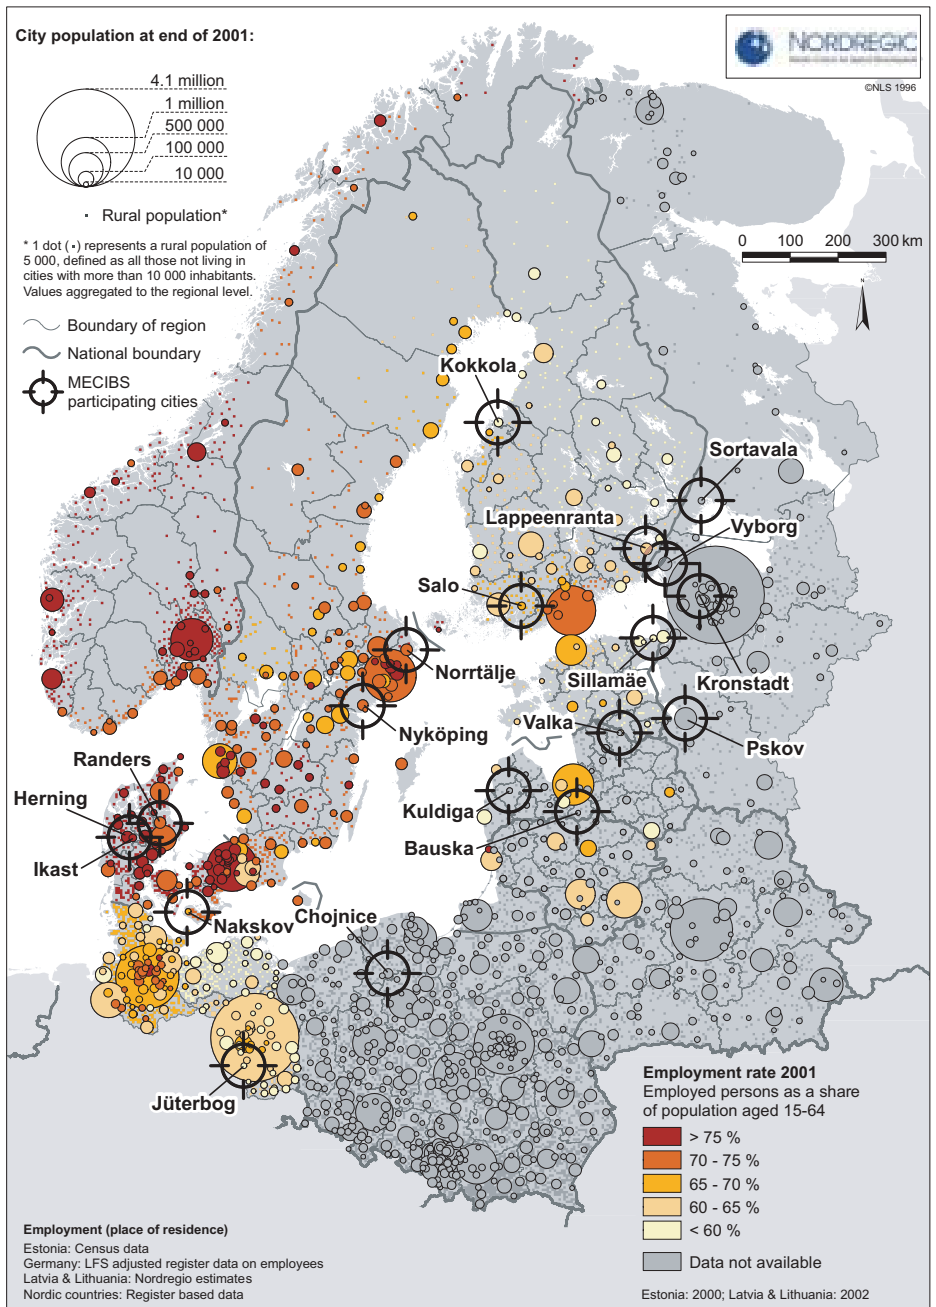 City population at end of 2001:
4.1 million
1 million
500 000
100 000
10 000
Rural population*
* 1 dot ( ▪ ) represents a rural population of
5 000, defined as all those not living in
cities with more than 10 000 inhabitants.
Values aggregated to the regional level.
Boundary of region
National boundary
MECIBS
participating cities
NORDREGIO
©NLS 1996
0 100 200 300 km
N
Kokkola
Sortavala
Lappeenranta
Vyborg
Salo
Norrtälje
Sillamäe
Kronstadt
Nyköping
Valka
Pskov
Randers
Herning
Kuldiga
Ikast
Bauska
Nakskov
Chojnice
Jüterbog
Employment rate 2001
Employed persons as a share
of population aged 15-64
> 75 %
70 - 75 %
65 - 70 %
60 - 65 %
< 60 %
Data not available
Employment (place of residence)
Estonia: Census data
Germany: LFS adjusted register data on employees
Latvia & Lithuania: Nordregio estimates
Nordic countries: Register based data
Estonia: 2000; Latvia & Lithuania: 2002